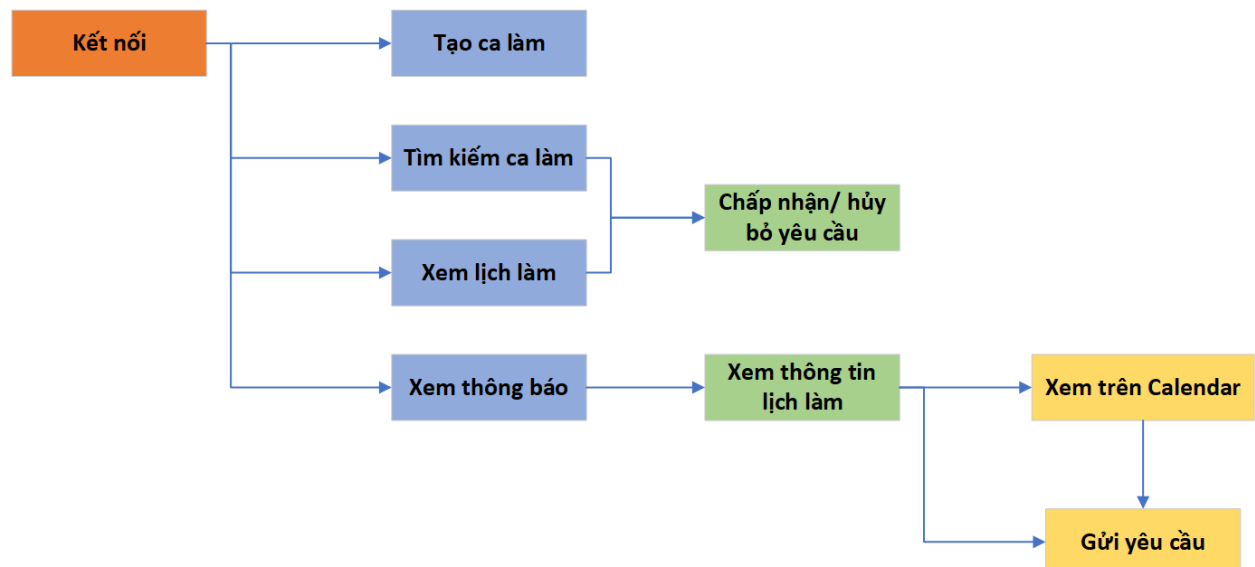 Kết nối
Tạo ca làm
Tìm kiếm ca làm
Chấp nhận/ hủy
bỏ yêu cầu
Xem lịch làm
Xem thông báo
Xem thông tin
lịch làm
Xem trên Calendar
Gửi yêu cầu